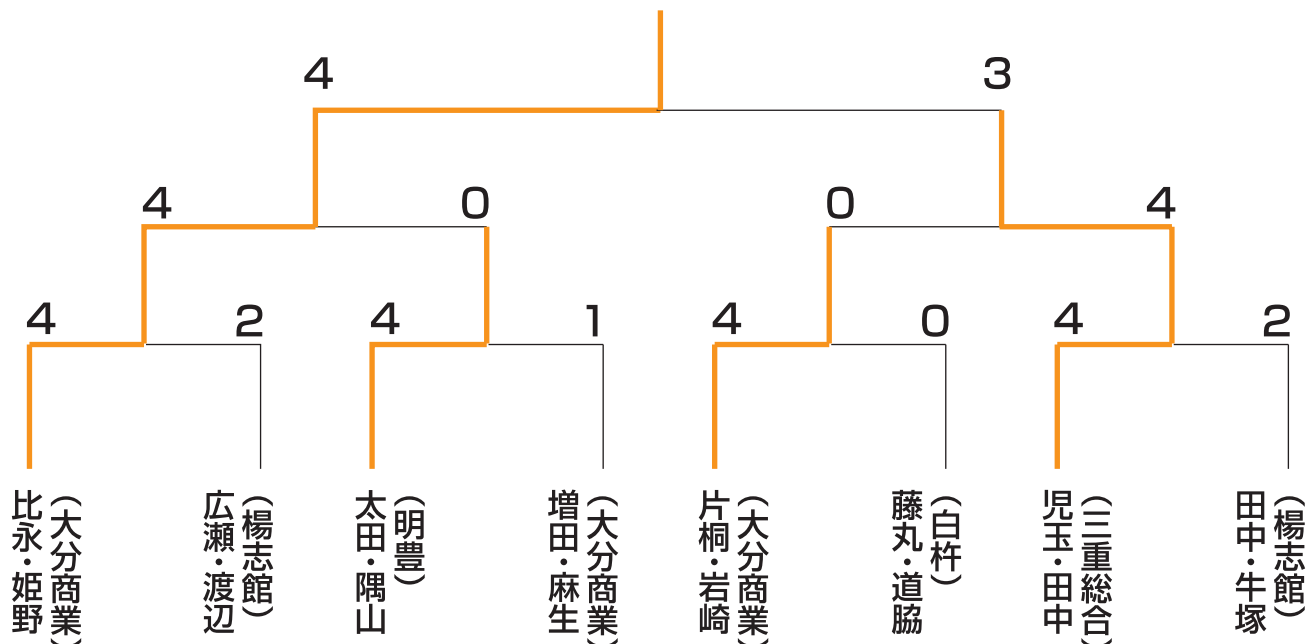 4
3
4
0
0
4
4
2
4
1
4
0
4
2
比永・姫野
(大分商業)
広瀬・渡辺
(楊志館)
太田・隅山
(明豊)
増田・麻生
(大分商業)
片桐・岩崎
(大分商業)
藤丸・道脇
(白杵)
児玉・田中
(三重総合)
田中・牛塚
(楊志館)